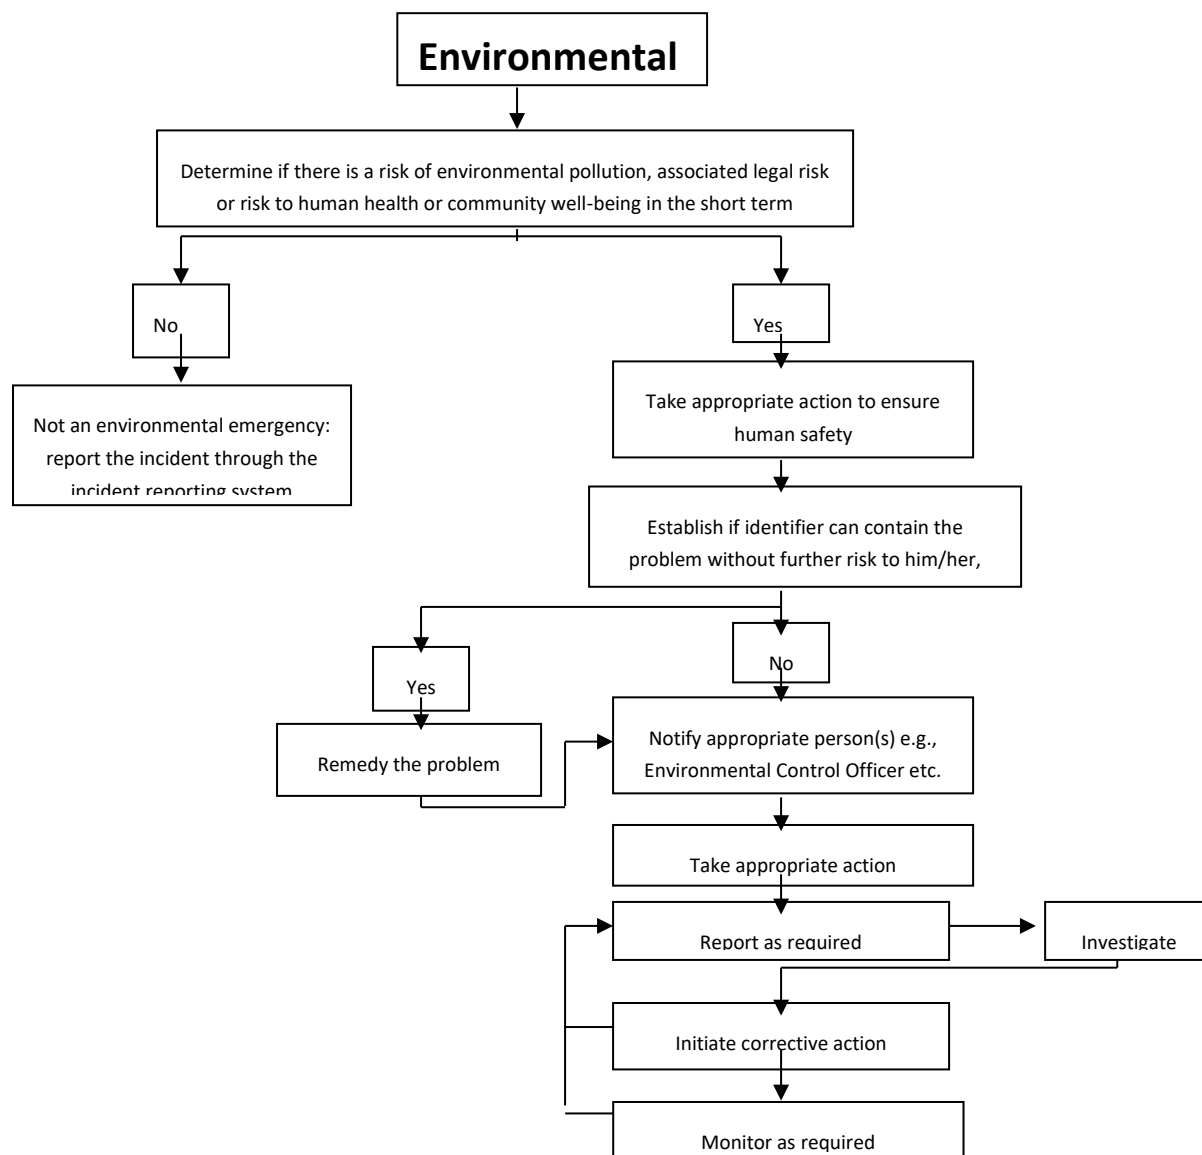 Environmental
Determine if there is a risk of environmental pollution, associated legal risk
or risk to human health or community well-being in the short term
No
Yes
Not an environmental emergency:
report the incident through the
incident reporting system
Take appropriate action to ensure
human safety
Establish if identifier can contain the
problem without further risk to him/her,
Yes
No
Remedy the problem
Notify appropriate person(s) e.g.,
Environmental Control Officer etc.
Take appropriate action
Report as required
Investigate
Initiate corrective action
Monitor as required